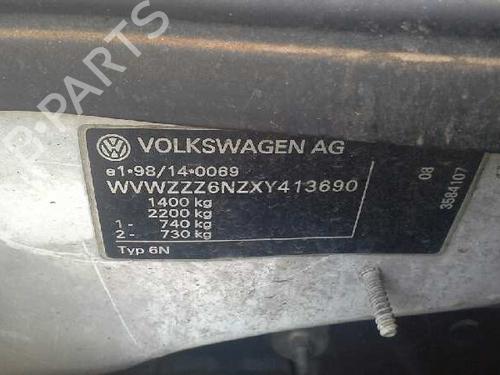 VOLKSWAGEN AG
e1*98/14*0069
WVWZZZ6NZXY413690
1400 kg
2200 kg
1- 740 kg
2- 730 kg
Typ 6N
08
3584107
B-PARTS